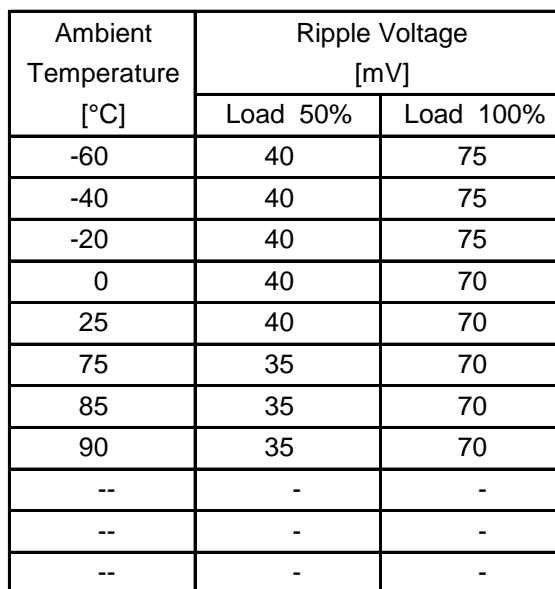 Ambient Temperature [°C] Ripple Voltage [mV]
Load 50% Load 100%
-60 40 75
-40 40 75
-20 40 75
0 40 70
25 40 70
75 35 70
85 35 70
90 35 70
-- - -
-- - -
-- - -